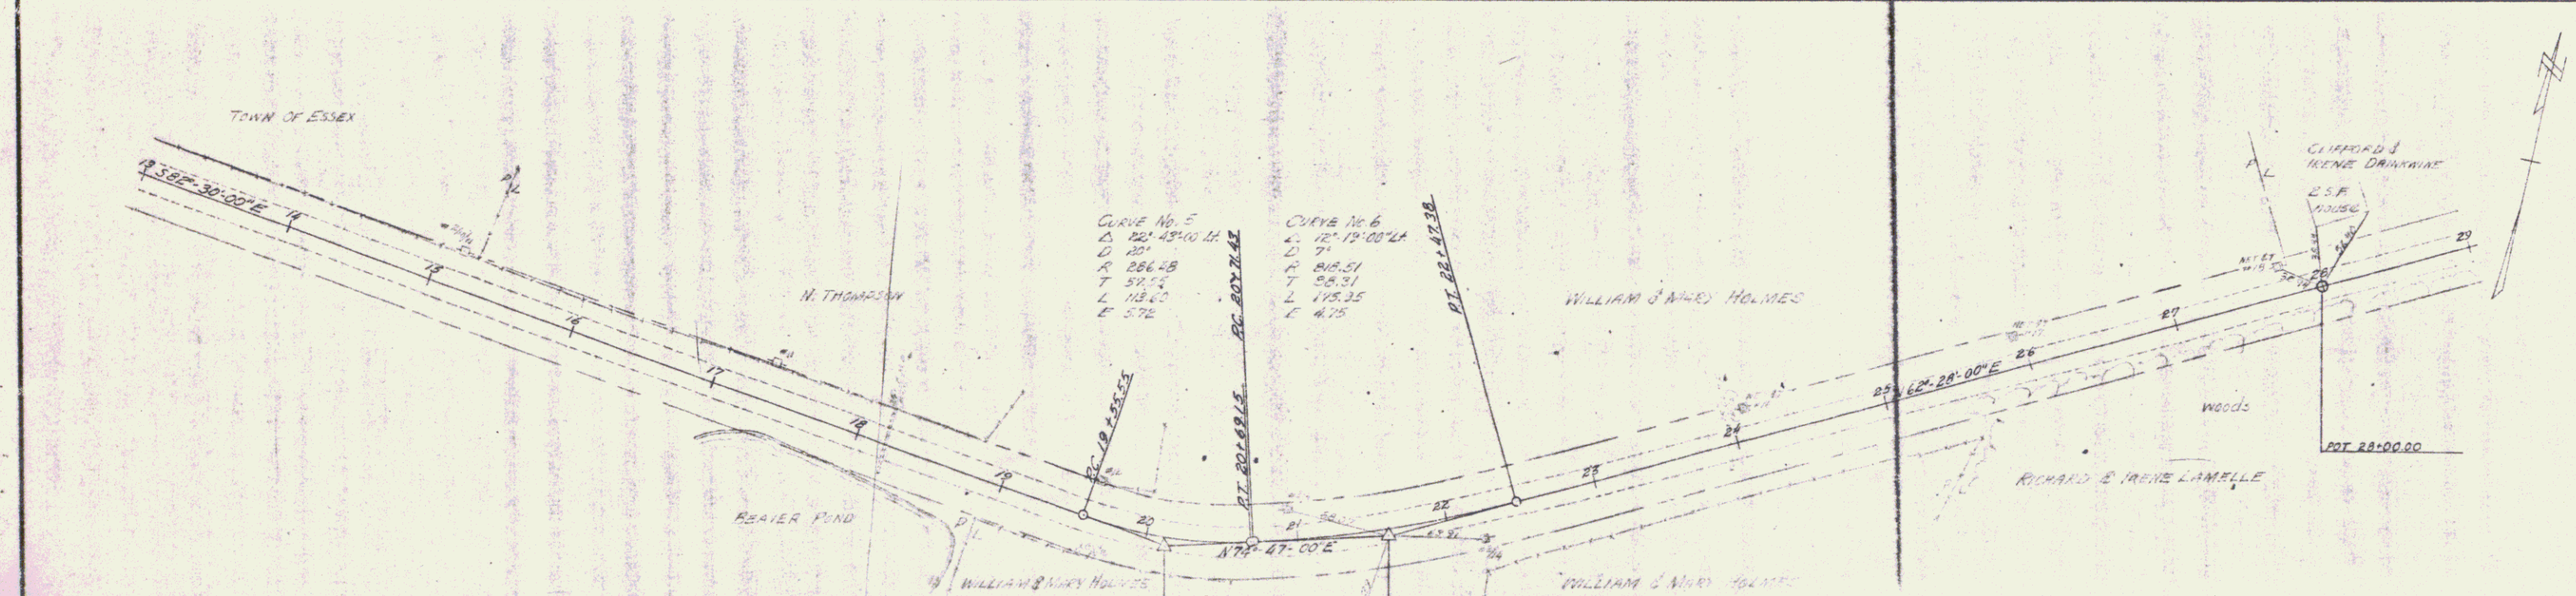 TOWN OF ESSEX
S82°-30'-00"E
14
15
16
17
18
19
20
21
22
23
24
25
26
27
28
29
P
L
N. THOMPSON
BEAVER POND
CURVE No. 5
Δ 22°-43'-00" Lt.
D 20°
R 286.48
T 57.55
L 113.60
E 5.72
CURVE No. 6
Δ 12°-19'-00" Lt.
D 7°
R 818.51
T 88.31
L 175.95
E 4.75
PC 19+55.55
PT 20+69.15
PC 20+71.43
PT 22+47.38
N74°-47'-00"E
N62°-28'-00"E
WILLIAM & MARY HOLMES
WILLIAM & MARY HOLMES
WILLIAM & MARY HOLMES
P
L
CLIFFORD &
IRENE DRINKWINE
2 S.F.
HOUSE
Woods
POT 28+00.00
RICHARD & IRENE LAMELLE